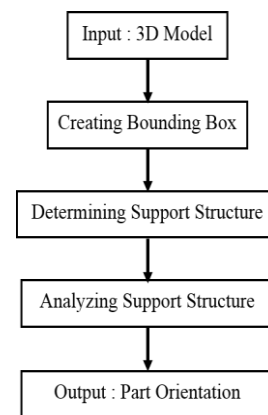 Input : 3D Model
Creating Bounding Box
Determining Support Structure
Analyzing Support Structure
Output : Part Orientation